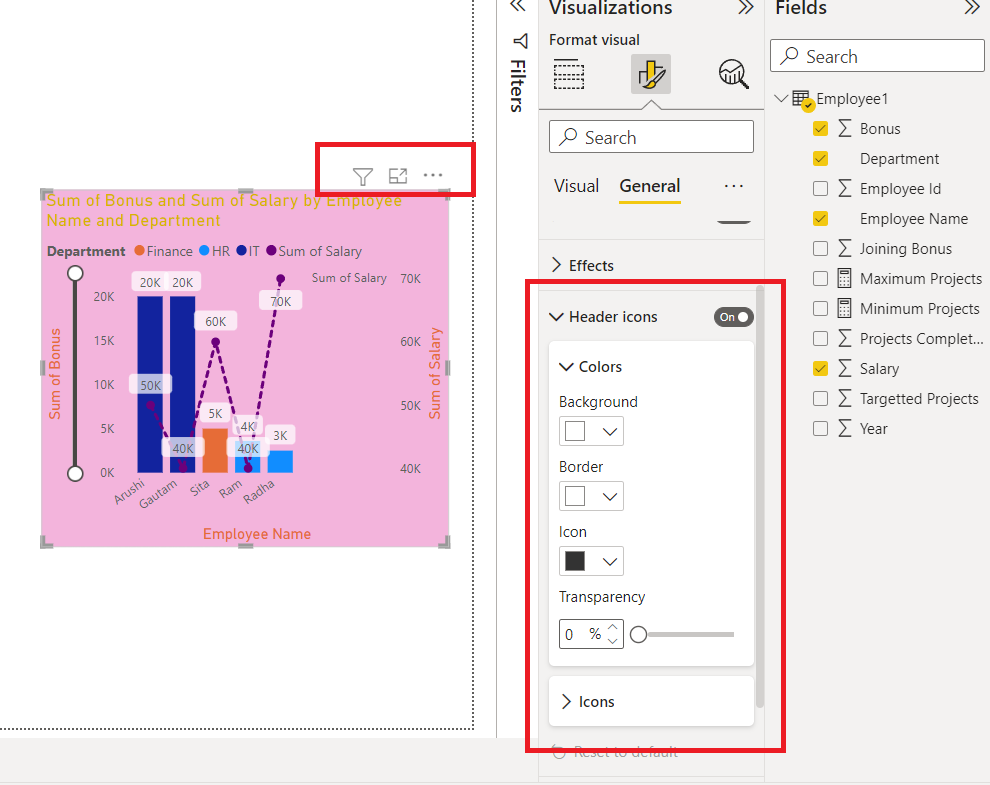 Sum of Bonus and Sum of Salary by Employee
Name and Department
Department Finance HR IT Sum of Salary
Sum of Bonus
20K
15K
10K
5K
0K
20K 20K
50K
40K
60K
5K
4K
40K
3K
70K
Sum of Salary
70K
60K
50K
40K
Sum of Salary
Arushi
Gautam
Sita
Ram
Radha
Employee Name
Filters
Visualizations
Format visual
Search
Visual General ...
Effects
Header icons On
Colors
Background
Border
Icon
Transparency
0 %
Icons
Reset to default
Fields
Search
Employee1
Bonus
Department
Employee Id
Employee Name
Joining Bonus
Maximum Projects
Minimum Projects
Projects Complet...
Salary
Targetted Projects
Year